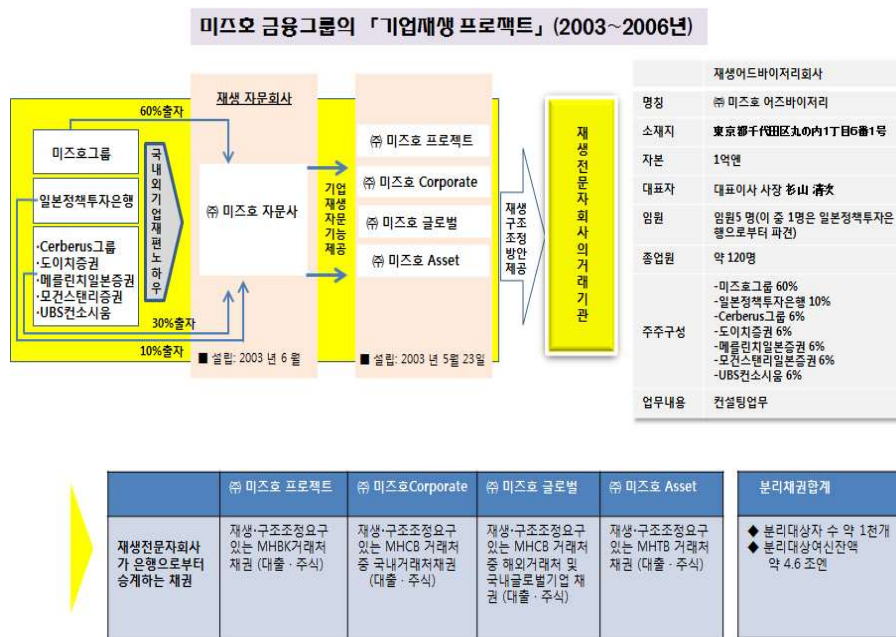 미즈호 금융그룹의 「기업재생 프로잭트」(2003~2006년)
60%출자
미즈호그룹
일본정책투자은행
·Cerberus그룹
·도이치증권
·메를린치일본증권
·모건스탠리증권
·UBS컨소시움
30%출자
10%출자
국내외기업재편노하우
재생 자문회사
㈜ 미즈호 자문사
■ 설립: 2003 년 6 월
기업
재생
자문
기능
제공
㈜ 미즈호 프로젝트
㈜ 미즈호 Corporate
㈜ 미즈호 글로벌
㈜ 미즈호 Asset
■ 설립: 2003 년 5월 23일
재생
구조
조정
방안
제공
재생전문자회사의거래기관
재생어드바이저리회사
명칭 ㈜ 미즈호 어즈바이저리
소재지 東京都千代田区丸の内1丁目6番1号
자본 1억엔
대표자 대표이사 사장 杉山 清次
임원 임원5 명(이 중 1명은 일본정책투자은
행으로부터 파견)
종업원 약 120명
주주구성
-미즈호그룹 60%
-일본정책투자은행 10%
-Cerberus그룹 6%
-도이치증권 6%
-메를린치일본증권 6%
-모건스탠리일본증권 6%
-UBS컨소시움 6%
업무내용 컨설팅업무
㈜ 미즈호 프로젝트 ㈜ 미즈호Corporate ㈜ 미즈호 글로벌 ㈜ 미즈호 Asset
재생전문자회사
가 은행으로부터
승계하는 채권
재생·구조조정요구
있는 MHBK거래처
채권 (대출 · 주식)
재생·구조조정요구
있는 MHCB 거래처
중 국내거래처채권
(대출 · 주식)
재생·구조조정요구
있는 MHCB 거래처
중 해외거래처 및
국내글로벌기업 채
권 (대출 · 주식)
재생·구조조정요구
있는 MHTB 거래처
채권 (대출 · 주식)
분리채권합계
◆ 분리대상자 수 약 1천개
◆ 분리대상여신잔액
약 4.6 조엔